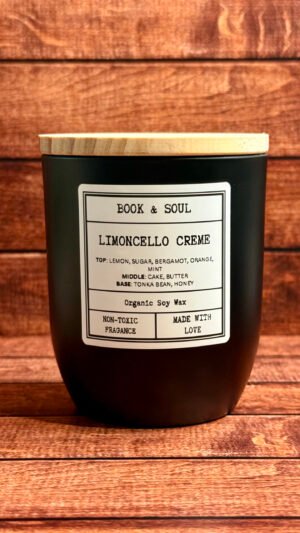 BOOK & SOUL
LIMONCELLO CREME
TOP: LEMON, SUGAR, BERGAMOT, ORANGE,
MINT
MIDDLE: CAKE, BUTTER
BASE: TONKA BEAN, HONEY
Organic Soy Wax
NON-TOXIC
FRAGANCE
MADE WITH
LOVE